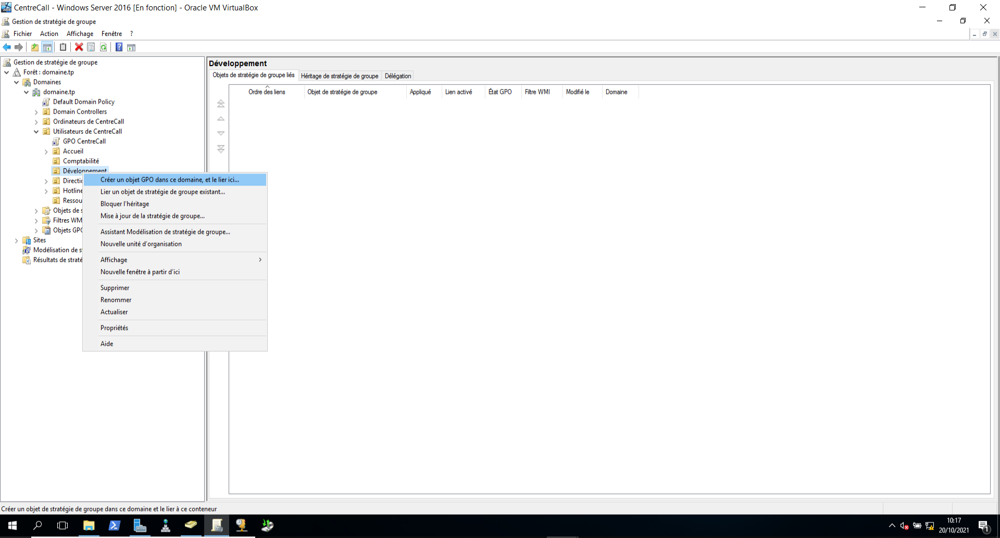 CentreCall - Windows Server 2016 [En fonction] - Oracle VM VirtualBox
Gestion de stratégie de groupe
Fichier Action Affichage Fenêtre ?
Gestion de stratégie de groupe
Forêt : domaine.tp
Domaines
domaine.tp
Default Domain Policy
Domain Controllers
Ordinateurs de CentreCall
Utilisateurs de CentreCall
GPO CentreCall
Accueil
Comptabilité
Développement
Directio
Hotline
Ressou
Objets de s
Filtres WM
Objets GPO
Sites
Modélisation de s
Résultats de straté
Créer un objet GPO dans ce domaine, et le lier ici...
Lier un objet de stratégie de groupe existant...
Bloquer l'héritage
Mise à jour de la stratégie de groupe...
Assistant Modélisation de stratégie de groupe...
Nouvelle unité d'organisation
Affichage
Nouvelle fenêtre à partir d'ici
Supprimer
Renommer
Actualiser
Propriétés
Aide
Développement
Objets de stratégie de groupe liés Héritage de stratégie de groupe Délégation
Ordre des liens Objet de stratégie de groupe Appliqué Lien activé État GPO Filtre WMI Modifié le Domaine
Créer un objet de stratégie de groupe dans ce domaine et le lier à ce conteneur
10:17
20/10/2021
1